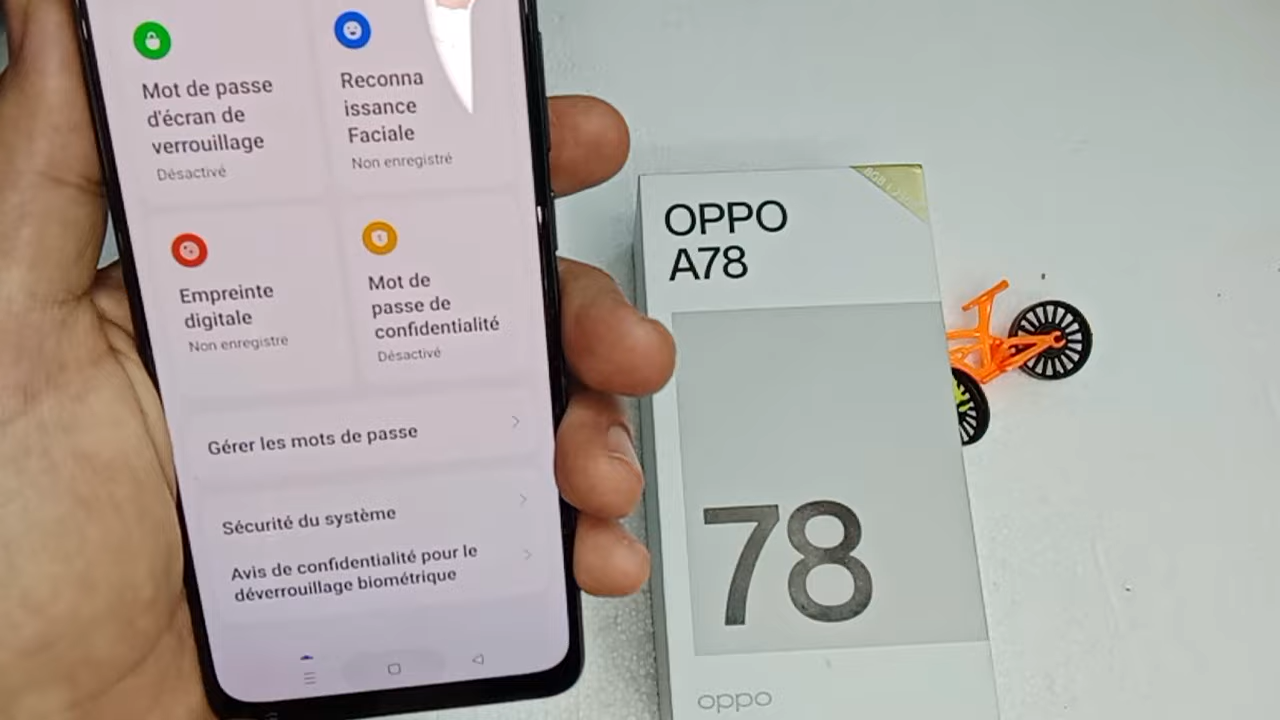 Mot de passe
d'écran de
verrouillage
Désactivé
Reconna
issance
Faciale
Non enregistré
Empreinte
digitale
Non enregistré
Mot de
passe de
confidentialité
Désactivé
Gérer les mots de passe
Sécurité du système
Avis de confidentialité pour le
déverrouillage biométrique
OPPO
A78
8GB
78
oppo